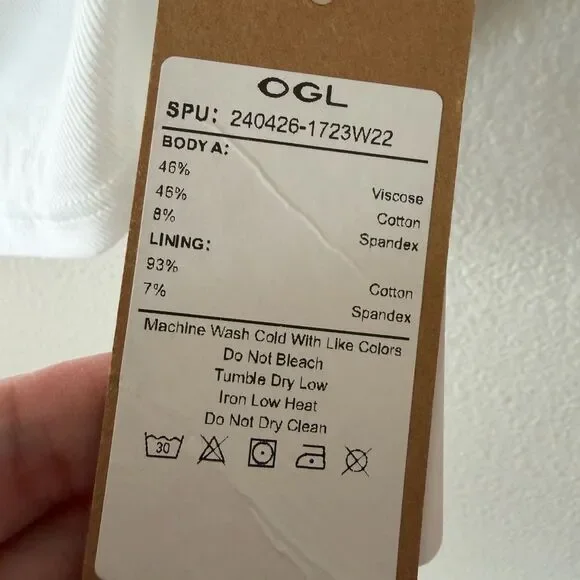 OGL
SPU: 240426-1723W22
BODY A:
46% Viscose
46% Cotton
8% Spandex
LINING:
93% Cotton
7% Spandex
Machine Wash Cold With Like Colors
Do Not Bleach
Tumble Dry Low
Iron Low Heat
Do Not Dry Clean
30